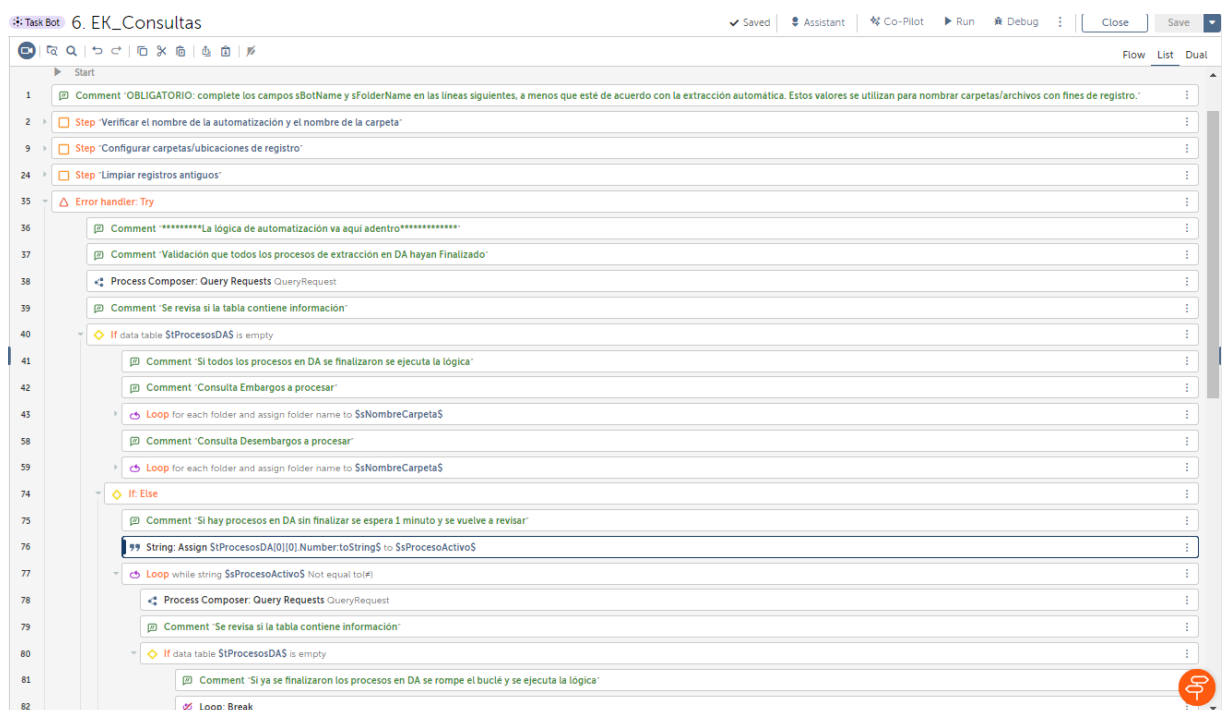 Task Bot 6. EK_Consultas Saved Assistant Co-Pilot Run Debug Close Save
Flow List Dual
Start
1 Comment "OBLIGATORIO: complete los campos sBotName y sFolderName en las líneas siguientes, a menos que esté de acuerdo con la extracción automática. Estos valores se utilizan para nombrar carpetas/archivos con fines de registro."
2 Step "Verificar el nombre de la automatización y el nombre de la carpeta"
9 Step "Configurar carpetas/ubicaciones de registro"
24 Step "Limpiar registros antiguos"
35 Error handler: Try
36 Comment "*********La lógica de automatización va aquí adentro*************"
37 Comment "Validación que todos los procesos de extracción en DA hayan Finalizado"
38 Process Composer: Query Requests QueryRequest
39 Comment "Se revisa si la tabla contiene información"
40 If data table $tProcesosDA$ is empty
41 Comment "Si todos los procesos en DA se finalizaron se ejecuta la lógica"
42 Comment "Consulta Embargos a procesar"
43 Loop for each folder and assign folder name to $sNombreCarpeta$
58 Comment "Consulta Desembargos a procesar"
59 Loop for each folder and assign folder name to $sNombreCarpeta$
74 If: Else
75 Comment "Si hay procesos en DA sin finalizar se espera 1 minuto y se vuelve a revisar"
76 String: Assign $tProcesosDA[0][0].Number:toString$ to $sProcesoActivo$
77 Loop while string $sProcesoActivo$ Not equal to(≠)
78 Process Composer: Query Requests QueryRequest
79 Comment "Se revisa si la tabla contiene información"
80 If data table $tProcesosDA$ is empty
81 Comment "Si ya se finalizaron los procesos en DA se rompe el buclé y se ejecuta la lógica"
82 Loop: Break